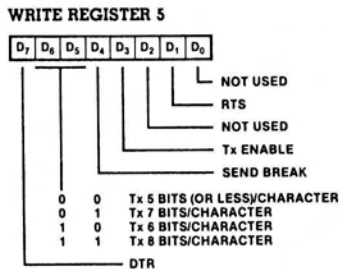 WRITE REGISTER 5
D7 D6 D5 D4 D3 D2 D1 D0
NOT USED
RTS
NOT USED
Tx ENABLE
SEND BREAK
0 0 Tx 5 BITS (OR LESS)/CHARACTER
0 1 Tx 7 BITS/CHARACTER
1 0 Tx 6 BITS/CHARACTER
1 1 Tx 8 BITS/CHARACTER
DTR